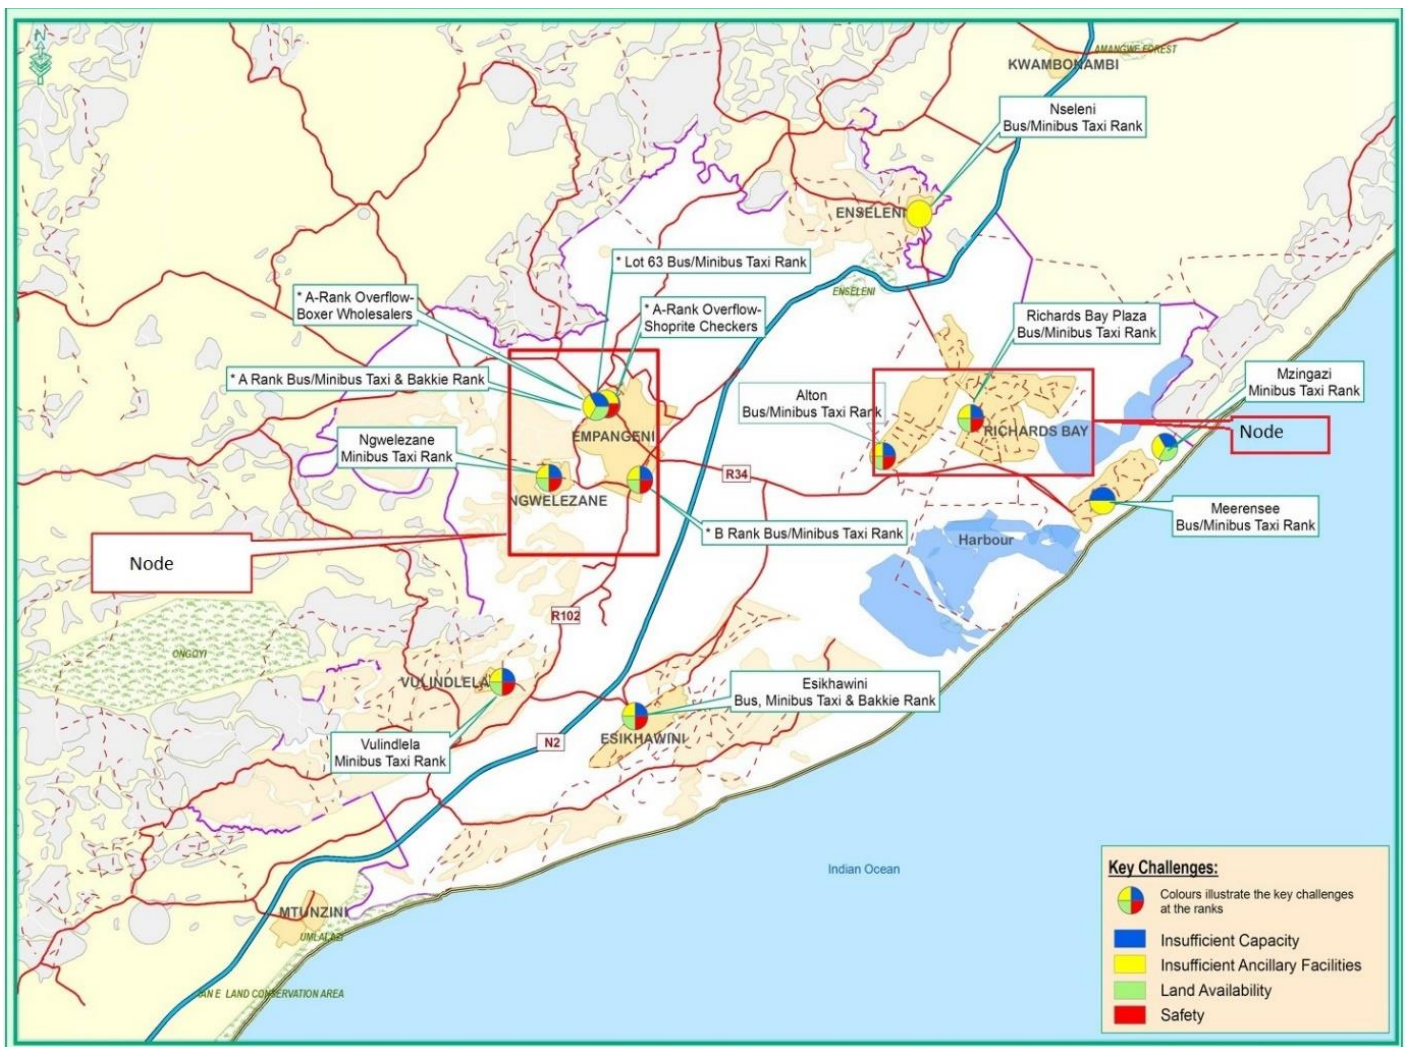 N
AMANGWE FOREST
KWAMBONAMBI
Nseleni
Bus/Minibus Taxi Rank
ENSELENI
* Lot 63 Bus/Minibus Taxi Rank
* A-Rank Overflow-
Boxer Wholesalers
ENSELENI
* A-Rank Overflow-
Shoprite Checkers
Richards Bay Plaza
Bus/Minibus Taxi Rank
* A Rank Bus/Minibus Taxi & Bakkie Rank
Mzingazi
Minibus Taxi Rank
Alton
Bus/Minibus Taxi Rank
EMPANGENI
RICHARDS BAY
Node
Ngwelezane
Minibus Taxi Rank
R34
NGWELEZANE
Meerensee
Bus/Minibus Taxi Rank
* B Rank Bus/Minibus Taxi Rank
Harbour
Node
R102
ONGOYI
VULINDLELA
Esikhawini
Bus, Minibus Taxi & Bakkie Rank
Vulindlela
Minibus Taxi Rank
N2
ESIKHAWINI
Indian Ocean
MTUNZINI
UMLALAZI
LAND CONSERVATION AREA
Key Challenges:
Colours illustrate the key challenges
at the ranks
Insufficient Capacity
Insufficient Ancillary Facilities
Land Availability
Safety